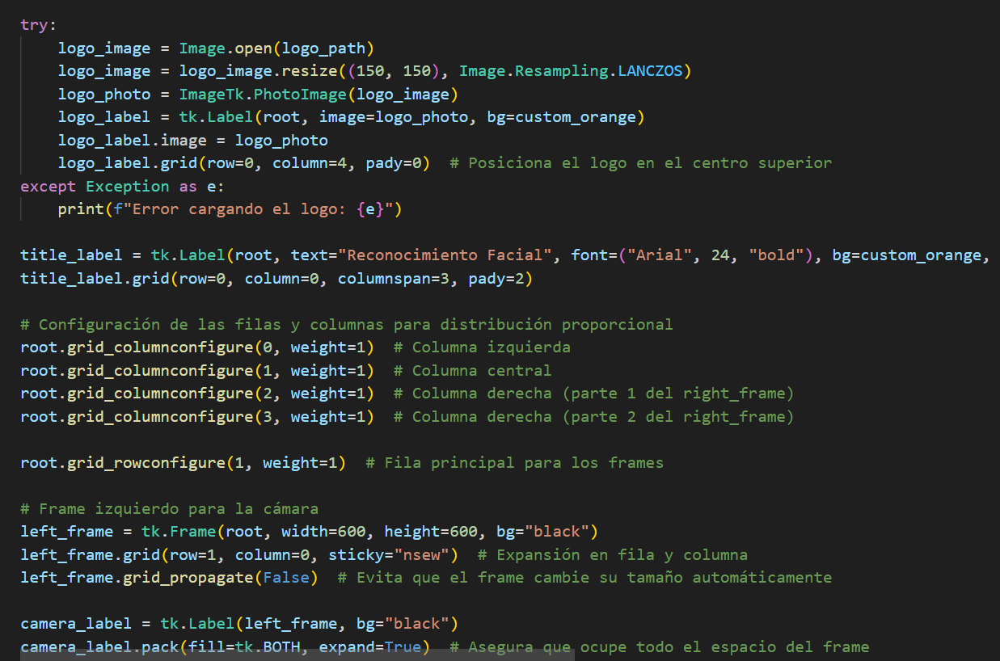 try:
    logo_image = Image.open(logo_path)
    logo_image = logo_image.resize((150, 150), Image.Resampling.LANCZOS)
    logo_photo = ImageTk.PhotoImage(logo_image)
    logo_label = tk.Label(root, image=logo_photo, bg=custom_orange)
    logo_label.image = logo_photo
    logo_label.grid(row=0, column=4, pady=0)  # Posiciona el logo en el centro superior
except Exception as e:
    print(f"Error cargando el logo: {e}")

title_label = tk.Label(root, text="Reconocimiento Facial", font=("Arial", 24, "bold"), bg=custom_orange,
title_label.grid(row=0, column=0, columnspan=3, pady=2)

# Configuración de las filas y columnas para distribución proporcional
root.grid_columnconfigure(0, weight=1)  # Columna izquierda
root.grid_columnconfigure(1, weight=1)  # Columna central
root.grid_columnconfigure(2, weight=1)  # Columna derecha (parte 1 del right_frame)
root.grid_columnconfigure(3, weight=1)  # Columna derecha (parte 2 del right_frame)

root.grid_rowconfigure(1, weight=1)  # Fila principal para los frames

# Frame izquierdo para la cámara
left_frame = tk.Frame(root, width=600, height=600, bg="black")
left_frame.grid(row=1, column=0, sticky="nsew")  # Expansión en fila y columna
left_frame.grid_propagate(False)  # Evita que el frame cambie su tamaño automáticamente

camera_label = tk.Label(left_frame, bg="black")
camera_label.pack(fill=tk.BOTH, expand=True)  # Asegura que ocupe todo el espacio del frame